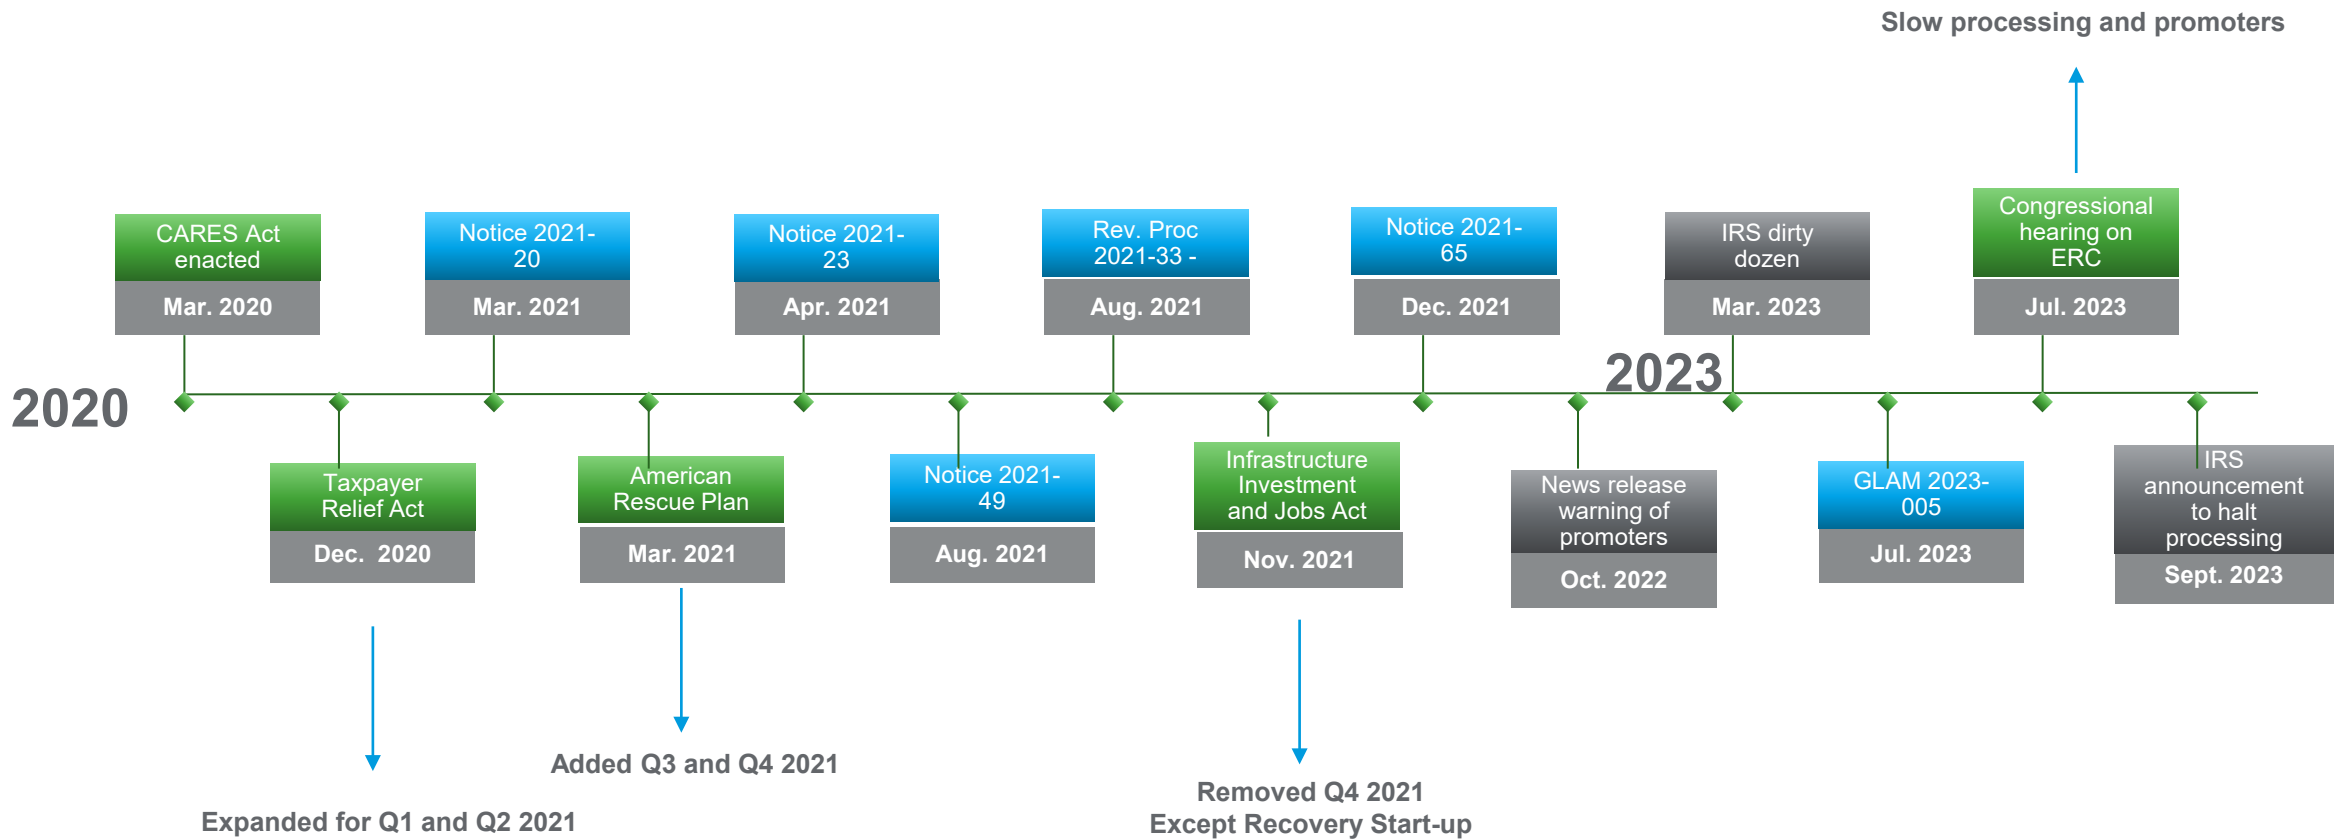 Slow processing and promoters
CARES Act
enacted
Mar. 2020
Notice 2021-
20
Mar. 2021
Notice 2021-
23
Apr. 2021
Rev. Proc
2021-33 -
Aug. 2021
Notice 2021-
65
Dec. 2021
IRS dirty
dozen
Mar. 2023
Congressional
hearing on
ERC
Jul. 2023
2020
2023
Taxpayer
Relief Act
Dec.  2020
American
Rescue Plan
Mar. 2021
Notice 2021-
49
Aug. 2021
Infrastructure
Investment
and Jobs Act
Nov. 2021
News release
warning of
promoters
Oct. 2022
GLAM 2023-
005
Jul. 2023
IRS
announcement
to halt
processing
Sept. 2023
Expanded for Q1 and Q2 2021
Added Q3 and Q4 2021
Removed Q4 2021
Except Recovery Start-up